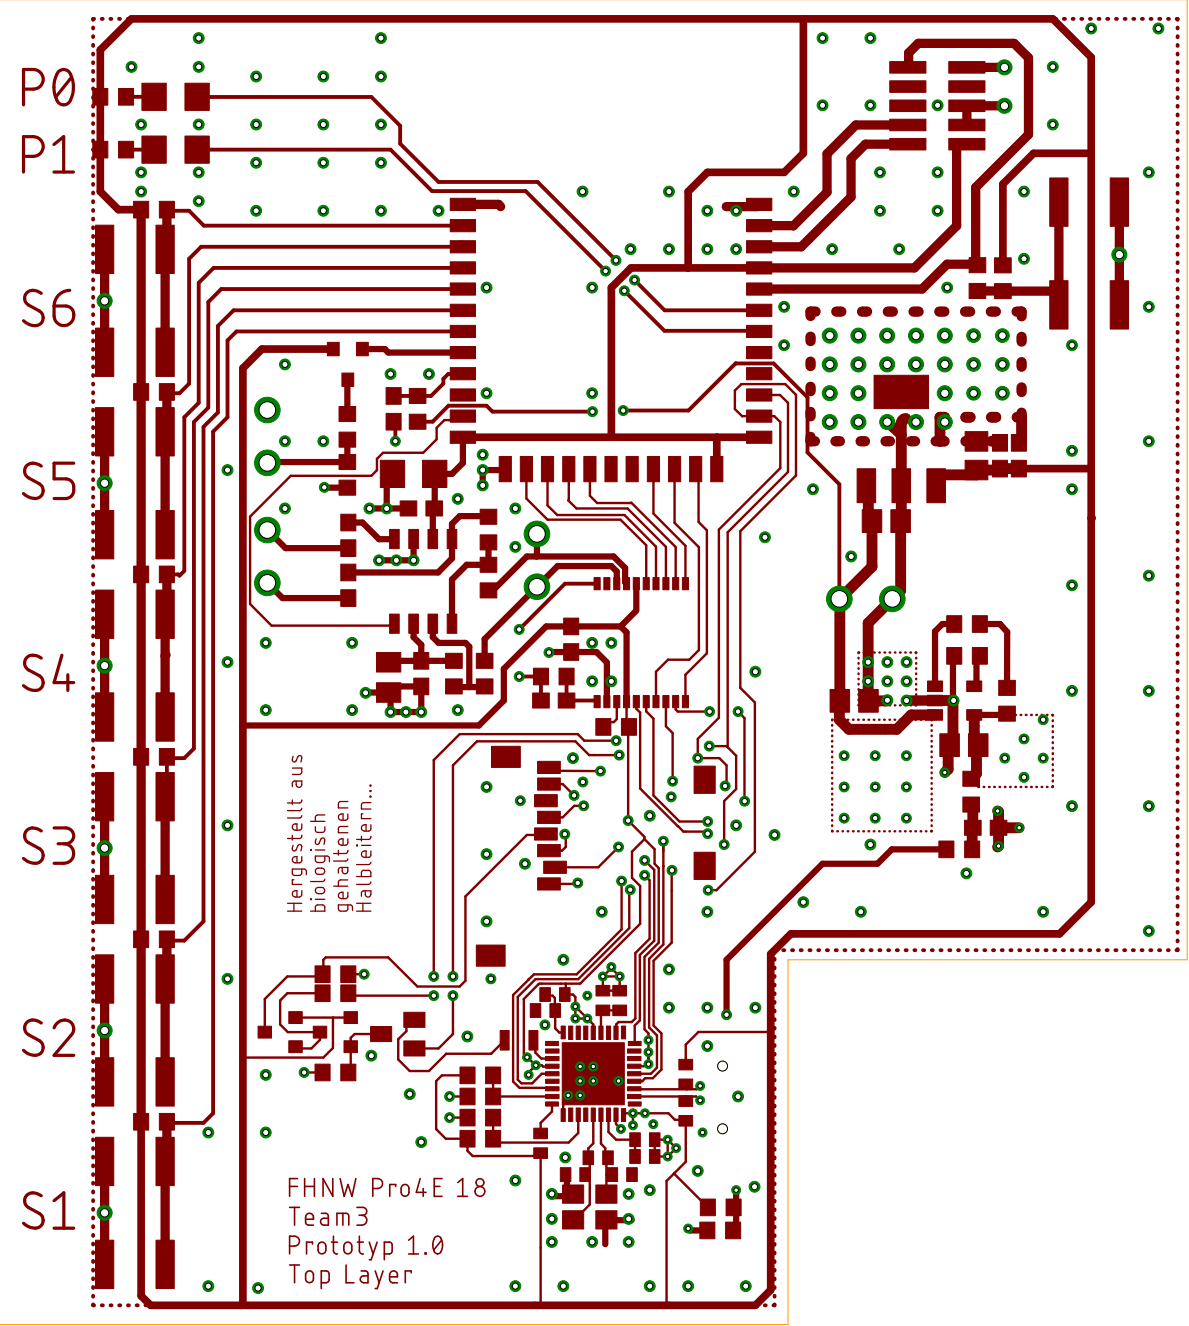 P0
P1
S6
S5
S4
S3
Hergestellt aus
biologisch
gehaltenen
Halbleitern...
S2
S1
FHNW Pro4E 18
Team3
Prototyp 1.0
Top Layer